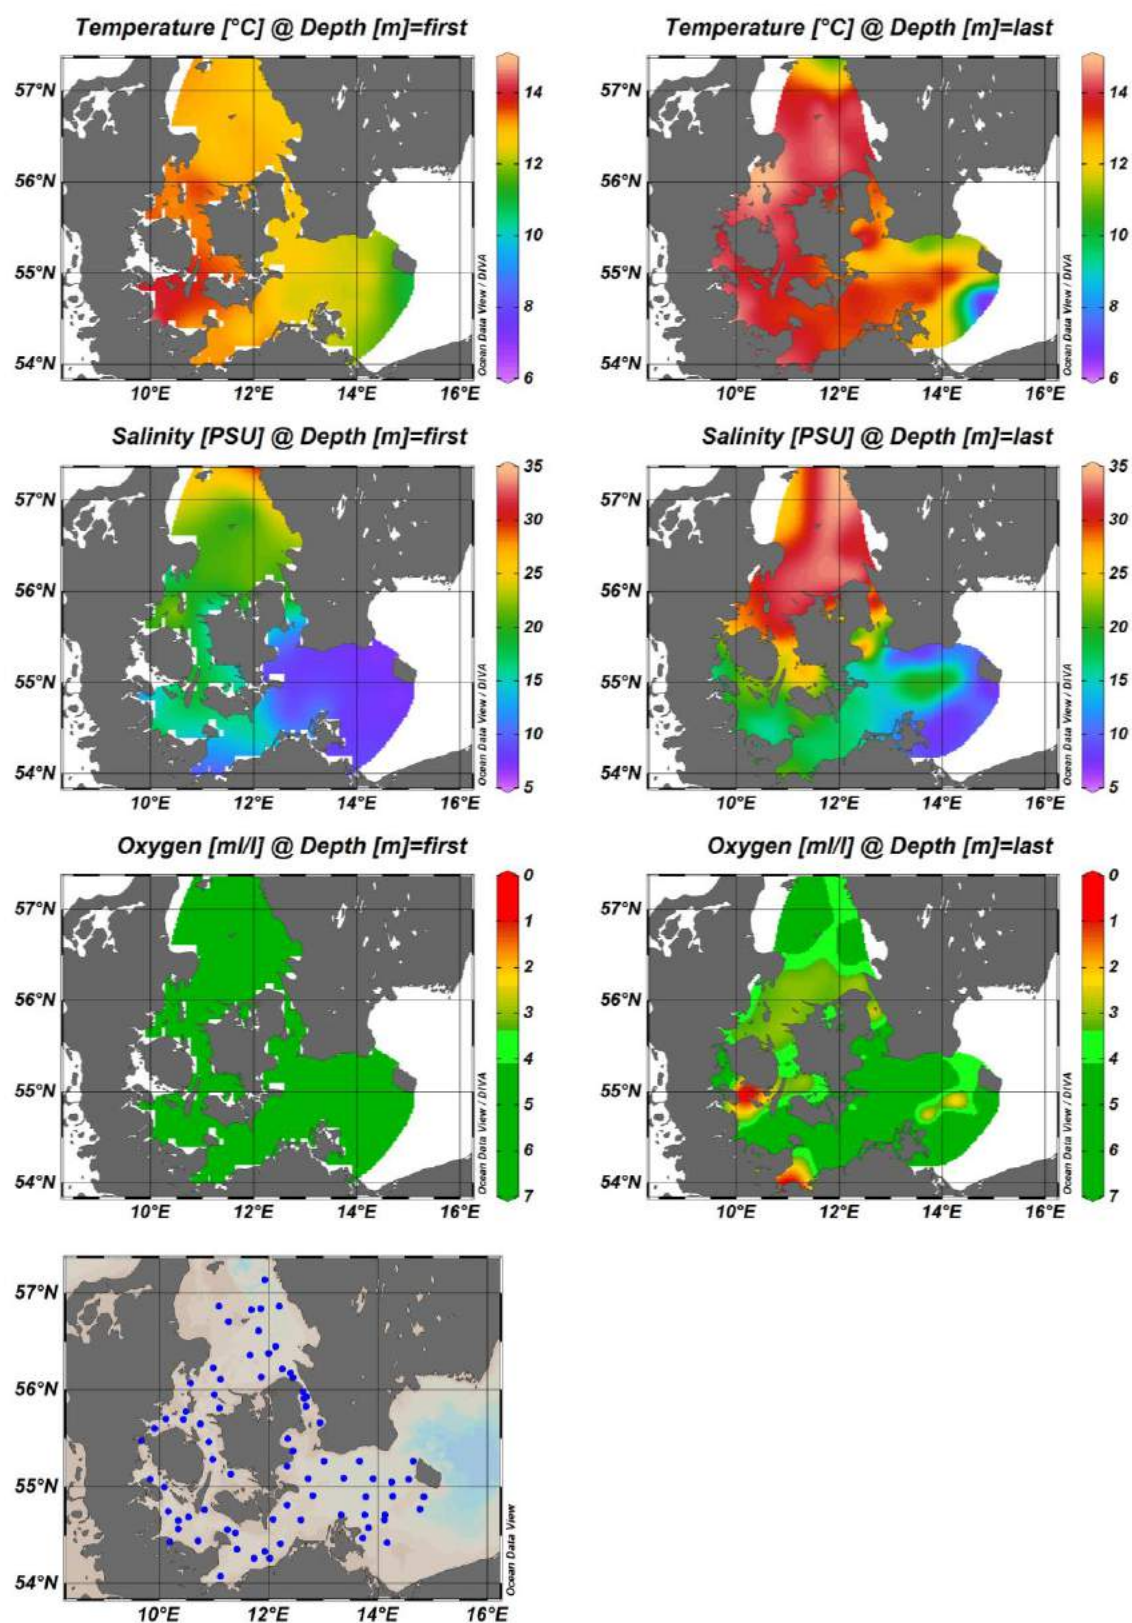 Temperature [°C] @ Depth [m]=first
Temperature [°C] @ Depth [m]=last
57°N
56°N
55°N
54°N
10°E 12°E 14°E 16°E
14
12
10
8
6
Ocean Data View / DIVA
57°N
56°N
55°N
54°N
10°E 12°E 14°E 16°E
14
12
10
8
6
Ocean Data View / DIVA
Salinity [PSU] @ Depth [m]=first
Salinity [PSU] @ Depth [m]=last
57°N
56°N
55°N
54°N
10°E 12°E 14°E 16°E
35
30
25
20
15
10
5
Ocean Data View / DIVA
57°N
56°N
55°N
54°N
10°E 12°E 14°E 16°E
35
30
25
20
15
10
5
Ocean Data View / DIVA
Oxygen [ml/l] @ Depth [m]=first
Oxygen [ml/l] @ Depth [m]=last
57°N
56°N
55°N
54°N
10°E 12°E 14°E 16°E
0
1
2
3
4
5
6
7
Ocean Data View / DIVA
57°N
56°N
55°N
54°N
10°E 12°E 14°E 16°E
0
1
2
3
4
5
6
7
Ocean Data View / DIVA
57°N
56°N
55°N
54°N
10°E 12°E 14°E 16°E
Ocean Data View